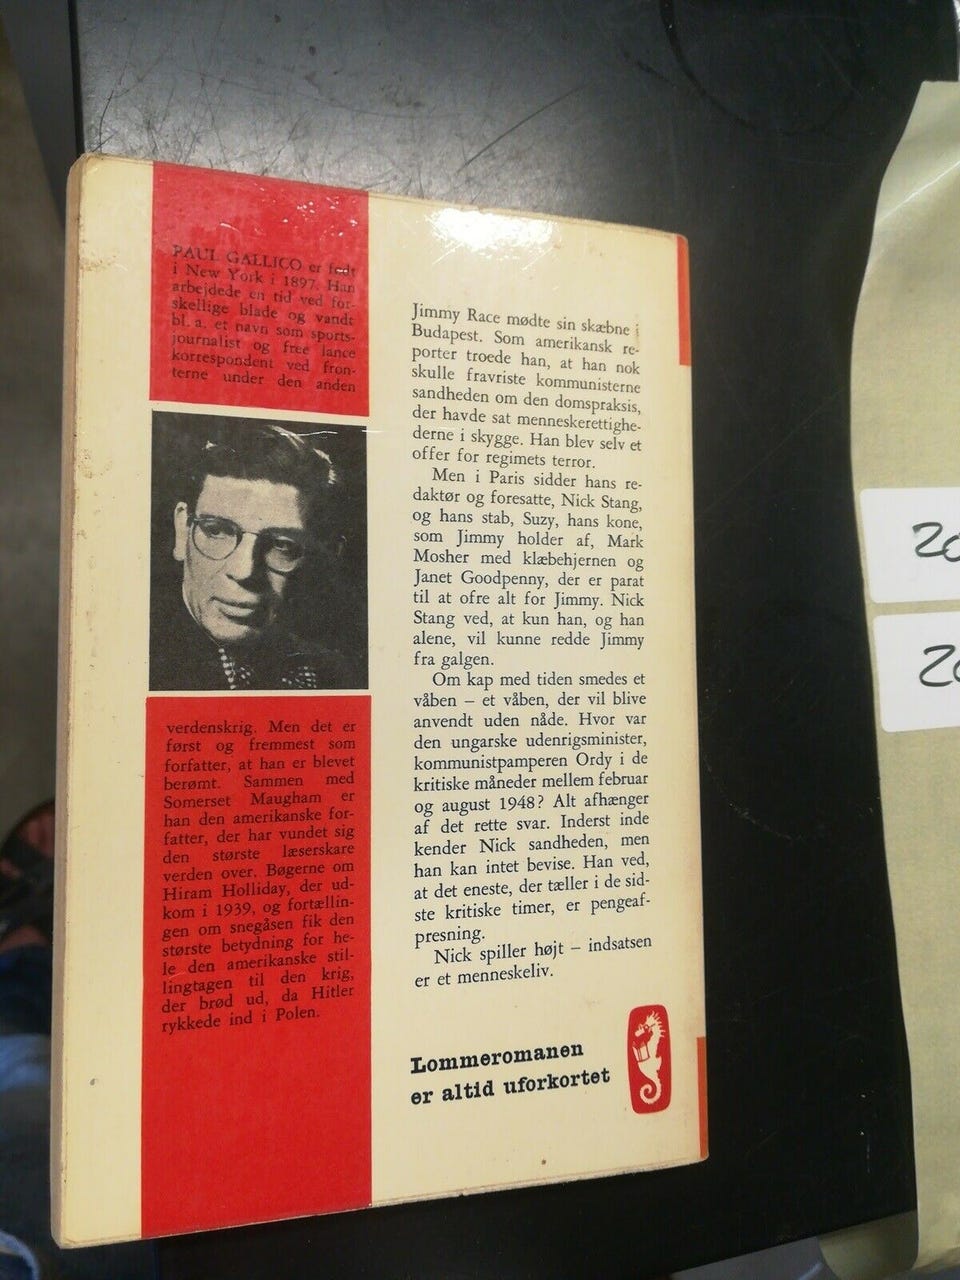 PAUL GALLICO er født
i New York i 1897. Han
arbejdede en tid ved for-
skellige blade og vandt
bl. a. et navn som sports-
journalist og free lance
korrespondent ved fron-
terne under den anden
verdenskrig. Men det er
først og fremmest som
forfatter, at han er blevet
berømt. Sammen med
Somerset Maugham er
han den amerikanske for-
fatter, der har vundet sig
den største læserskare
verden over. Bøgerne om
Hiram Holliday, der ud-
kom i 1939, og fortællin-
gen om snegåsen fik den
største betydning for he-
le den amerikanske stil-
lingtagen til den krig,
der brød ud, da Hitler
rykkede ind i Polen.
Jimmy Race mødte sin skæbne i
Budapest. Som amerikansk re-
porter troede han, at han nok
skulle fravriste kommunisterne
sandheden om den domspraksis,
der havde sat menneskerettighe-
derne i skygge. Han blev selv et
offer for regimets terror.
Men i Paris sidder hans re-
daktør og foresatte, Nick Stang,
og hans stab, Suzy, hans kone,
som Jimmy holder af, Mark
Mosher med klæbehjernen og
Janet Goodpenny, der er parat
til at ofre alt for Jimmy. Nick
Stang ved, at kun han, og han
alene, vil kunne redde Jimmy
fra galgen.
Om kap med tiden smedes et
våben – et våben, der vil blive
anvendt uden nåde. Hvor var
den ungarske udenrigsminister,
kommunistpamperen Ordy i de
kritiske måneder mellem februar
og august 1948? Alt afhænger
af det rette svar. Inderst inde
kender Nick sandheden, men
han kan intet bevise. Han ved,
at det eneste, der tæller i de sid-
ste kritiske timer, er pengeaf-
presning.
Nick spiller højt – indsatsen
er et menneskeliv.
Lommeromanen
er altid uforkortet
20
20